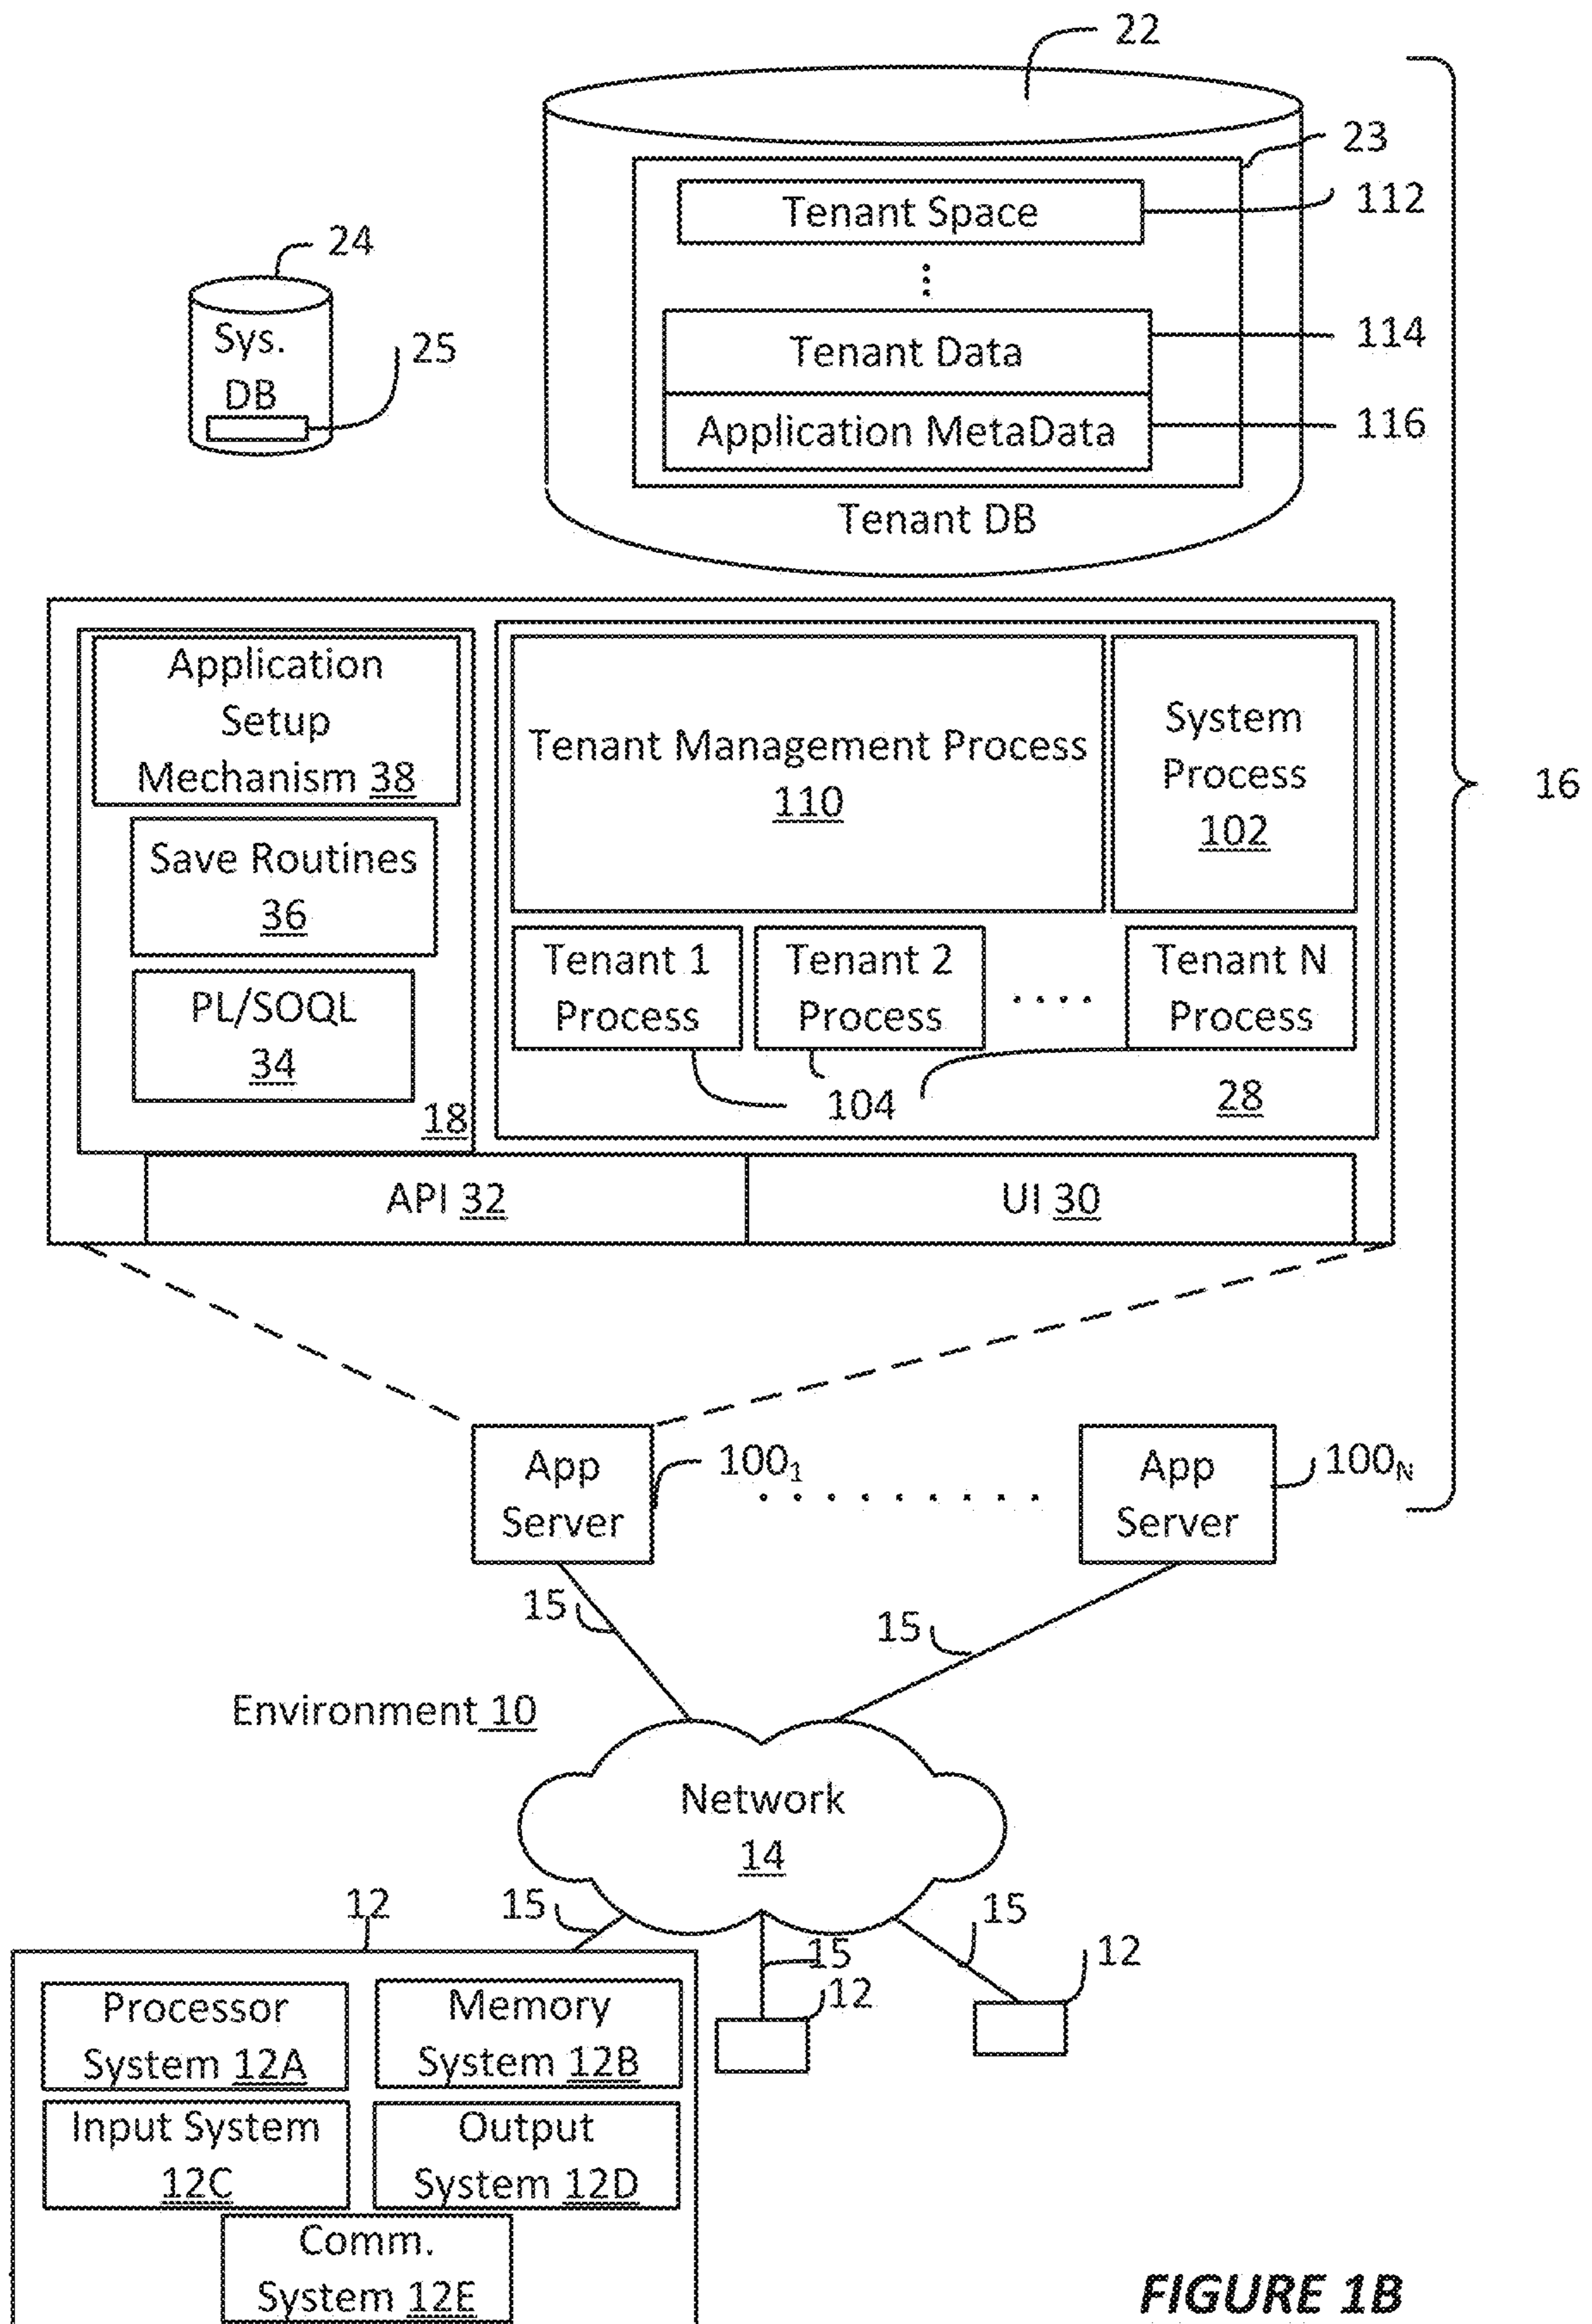 22
23
Tenant Space
112
24
Sys.
DB
25
Tenant Data
114
Application MetaData
116
Tenant DB
Application
Setup
Mechanism 38
Tenant Management Process
110
System
Process
102
16
Save Routines
36
Tenant 1
Process
Tenant 2
Process
. . . .
Tenant N
Process
PL/SOQL
34
18
104
28
API 32
UI 30
App
Server
100₁
. . . . . . . . .
App
Server
100N
15
15
Environment 10
Network
14
12
15
15
15
12
12
Processor
System 12A
Memory
System 12B
Input System
12C
Output
System 12D
Comm.
System 12E
FIGURE 1B